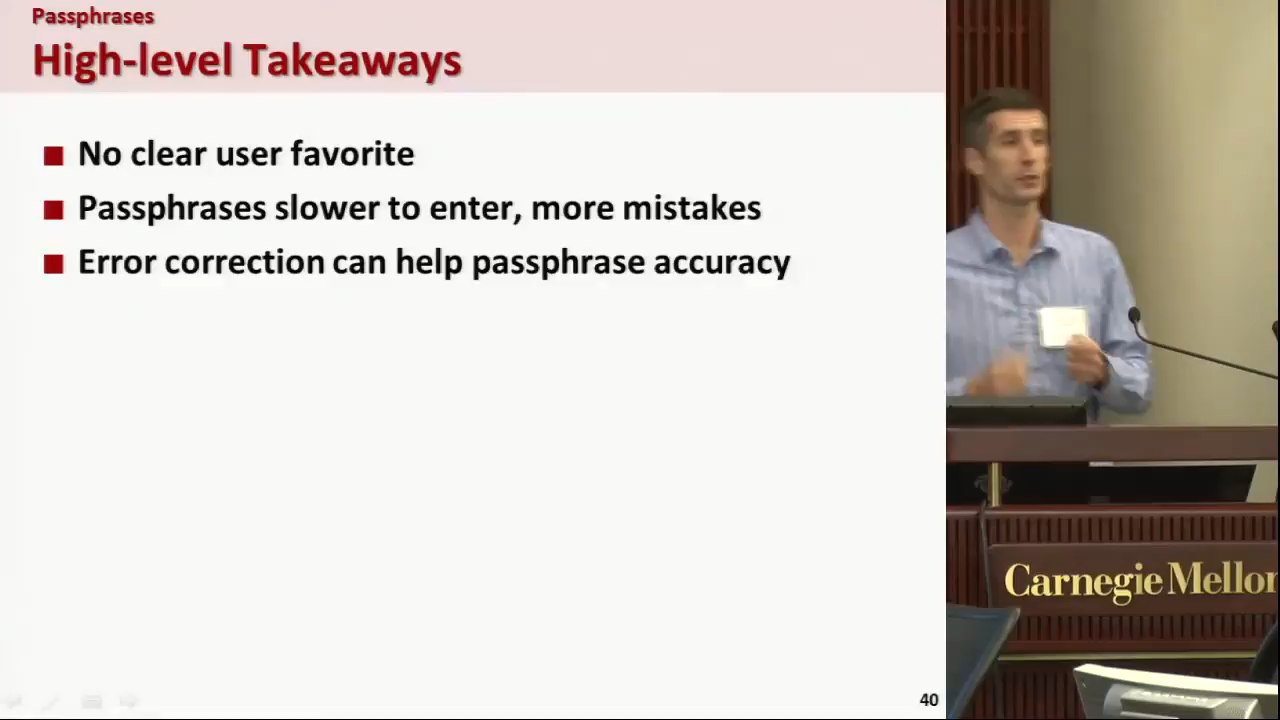 Passphrases
High-level Takeaways
No clear user favorite
Passphrases slower to enter, more mistakes
Error correction can help passphrase accuracy
40
Carnegie Mellon